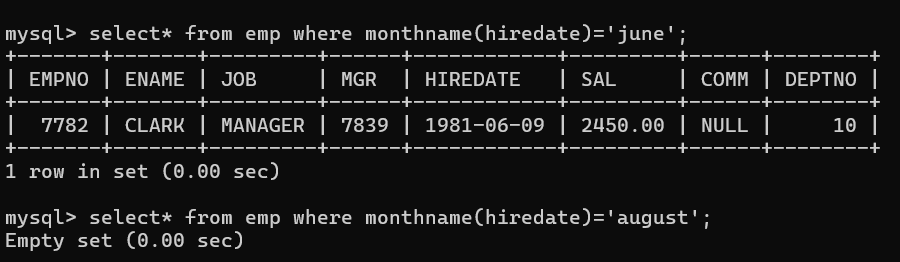 mysql> select* from emp where monthname(hiredate)='june';
+-------+-------+---------+------+------------+---------+------+--------+
| EMPNO | ENAME | JOB     | MGR  | HIREDATE   | SAL     | COMM | DEPTNO |
+-------+-------+---------+------+------------+---------+------+--------+
|  7782 | CLARK | MANAGER | 7839 | 1981-06-09 | 2450.00 | NULL |     10 |
+-------+-------+---------+------+------------+---------+------+--------+
1 row in set (0.00 sec)
mysql> select* from emp where monthname(hiredate)='august';
Empty set (0.00 sec)